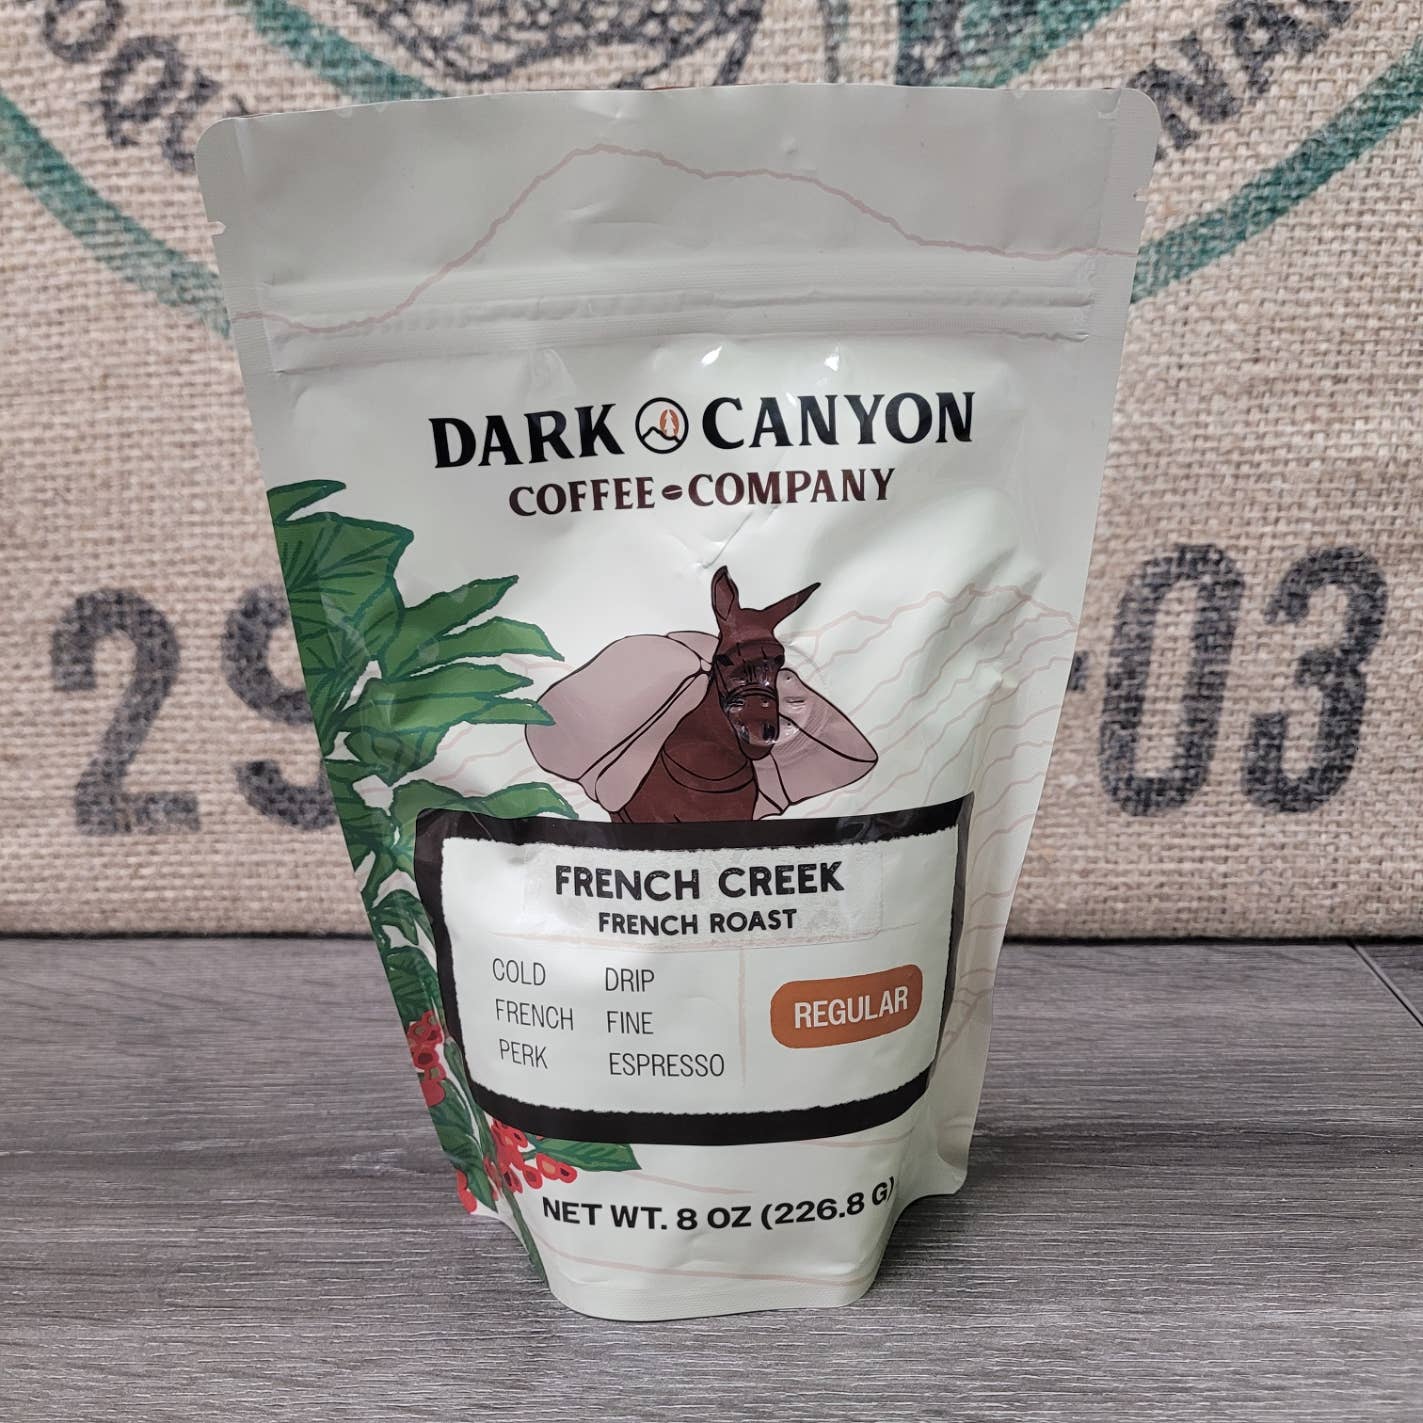 DARK CANYON
COFFEE COMPANY
29
-03
FRENCH CREEK
FRENCH ROAST
COLD DRIP
FRENCH FINE
PERK ESPRESSO
REGULAR
NET WT. 8 OZ (226.8 G)